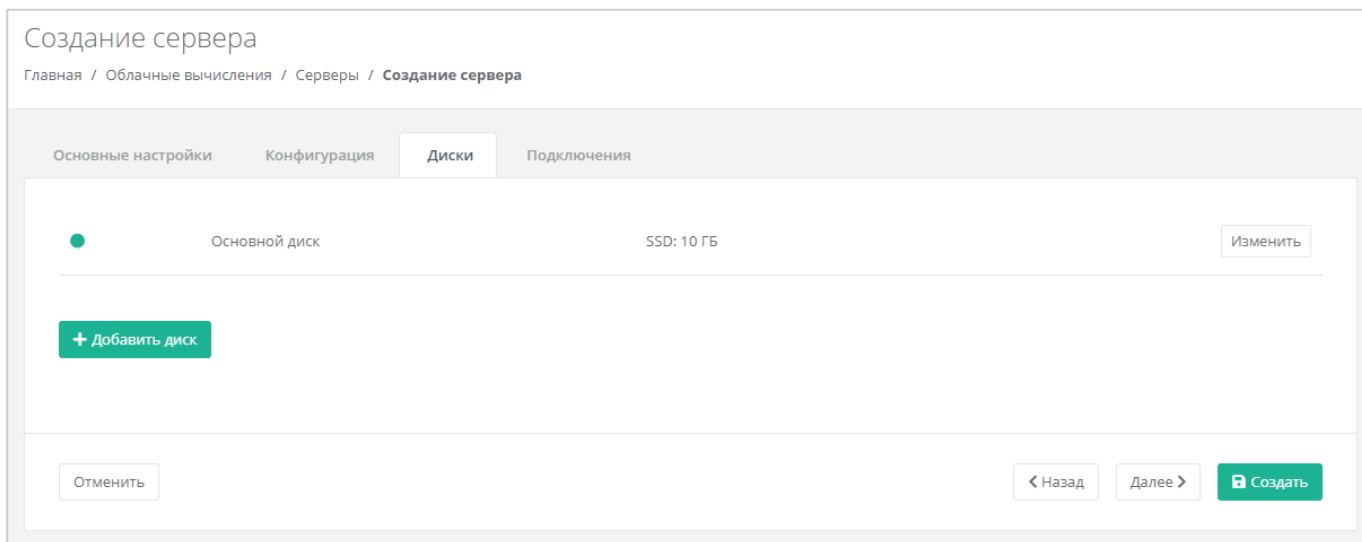 Создание сервера
Главная / Облачные вычисления / Серверы / Создание сервера
Основные настройки Конфигурация Диски Подключения
Основной диск SSD: 10 ГБ Изменить
Добавить диск
Отменить Назад Далее Создать